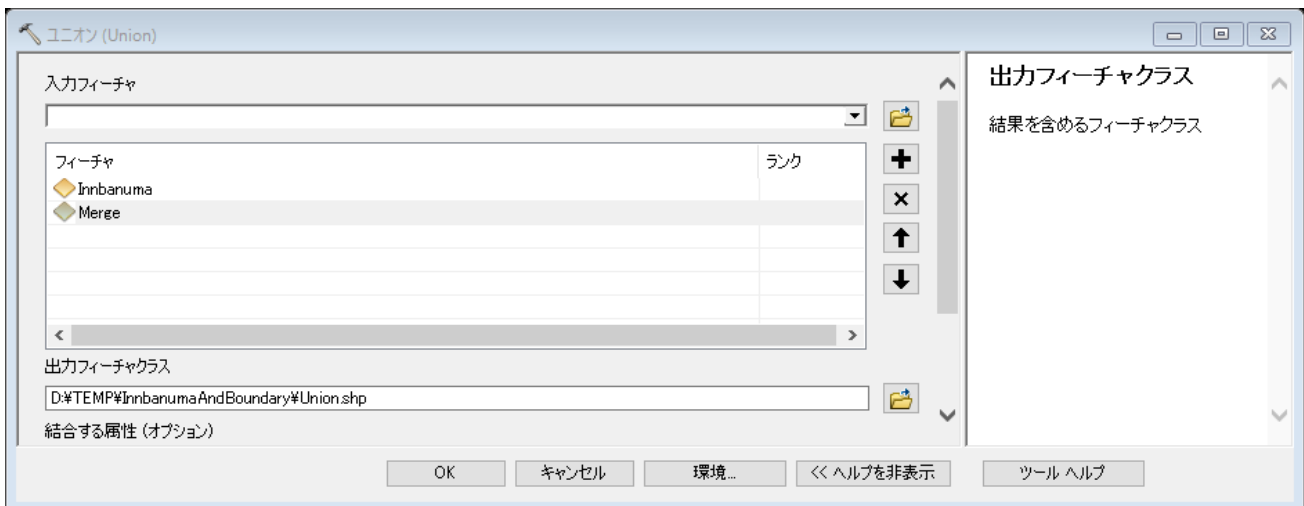 ユニオン (Union)
入力フィーチャ
フィーチャ ランク
Innbanuma
Merge
出力フィーチャクラス
D:¥TEMP¥InnbanumaAndBoundary¥Union.shp
結合する属性 (オプション)
出力フィーチャクラス
結果を含めるフィーチャクラス
OK キャンセル 環境... << ヘルプを非表示 ツール ヘルプ